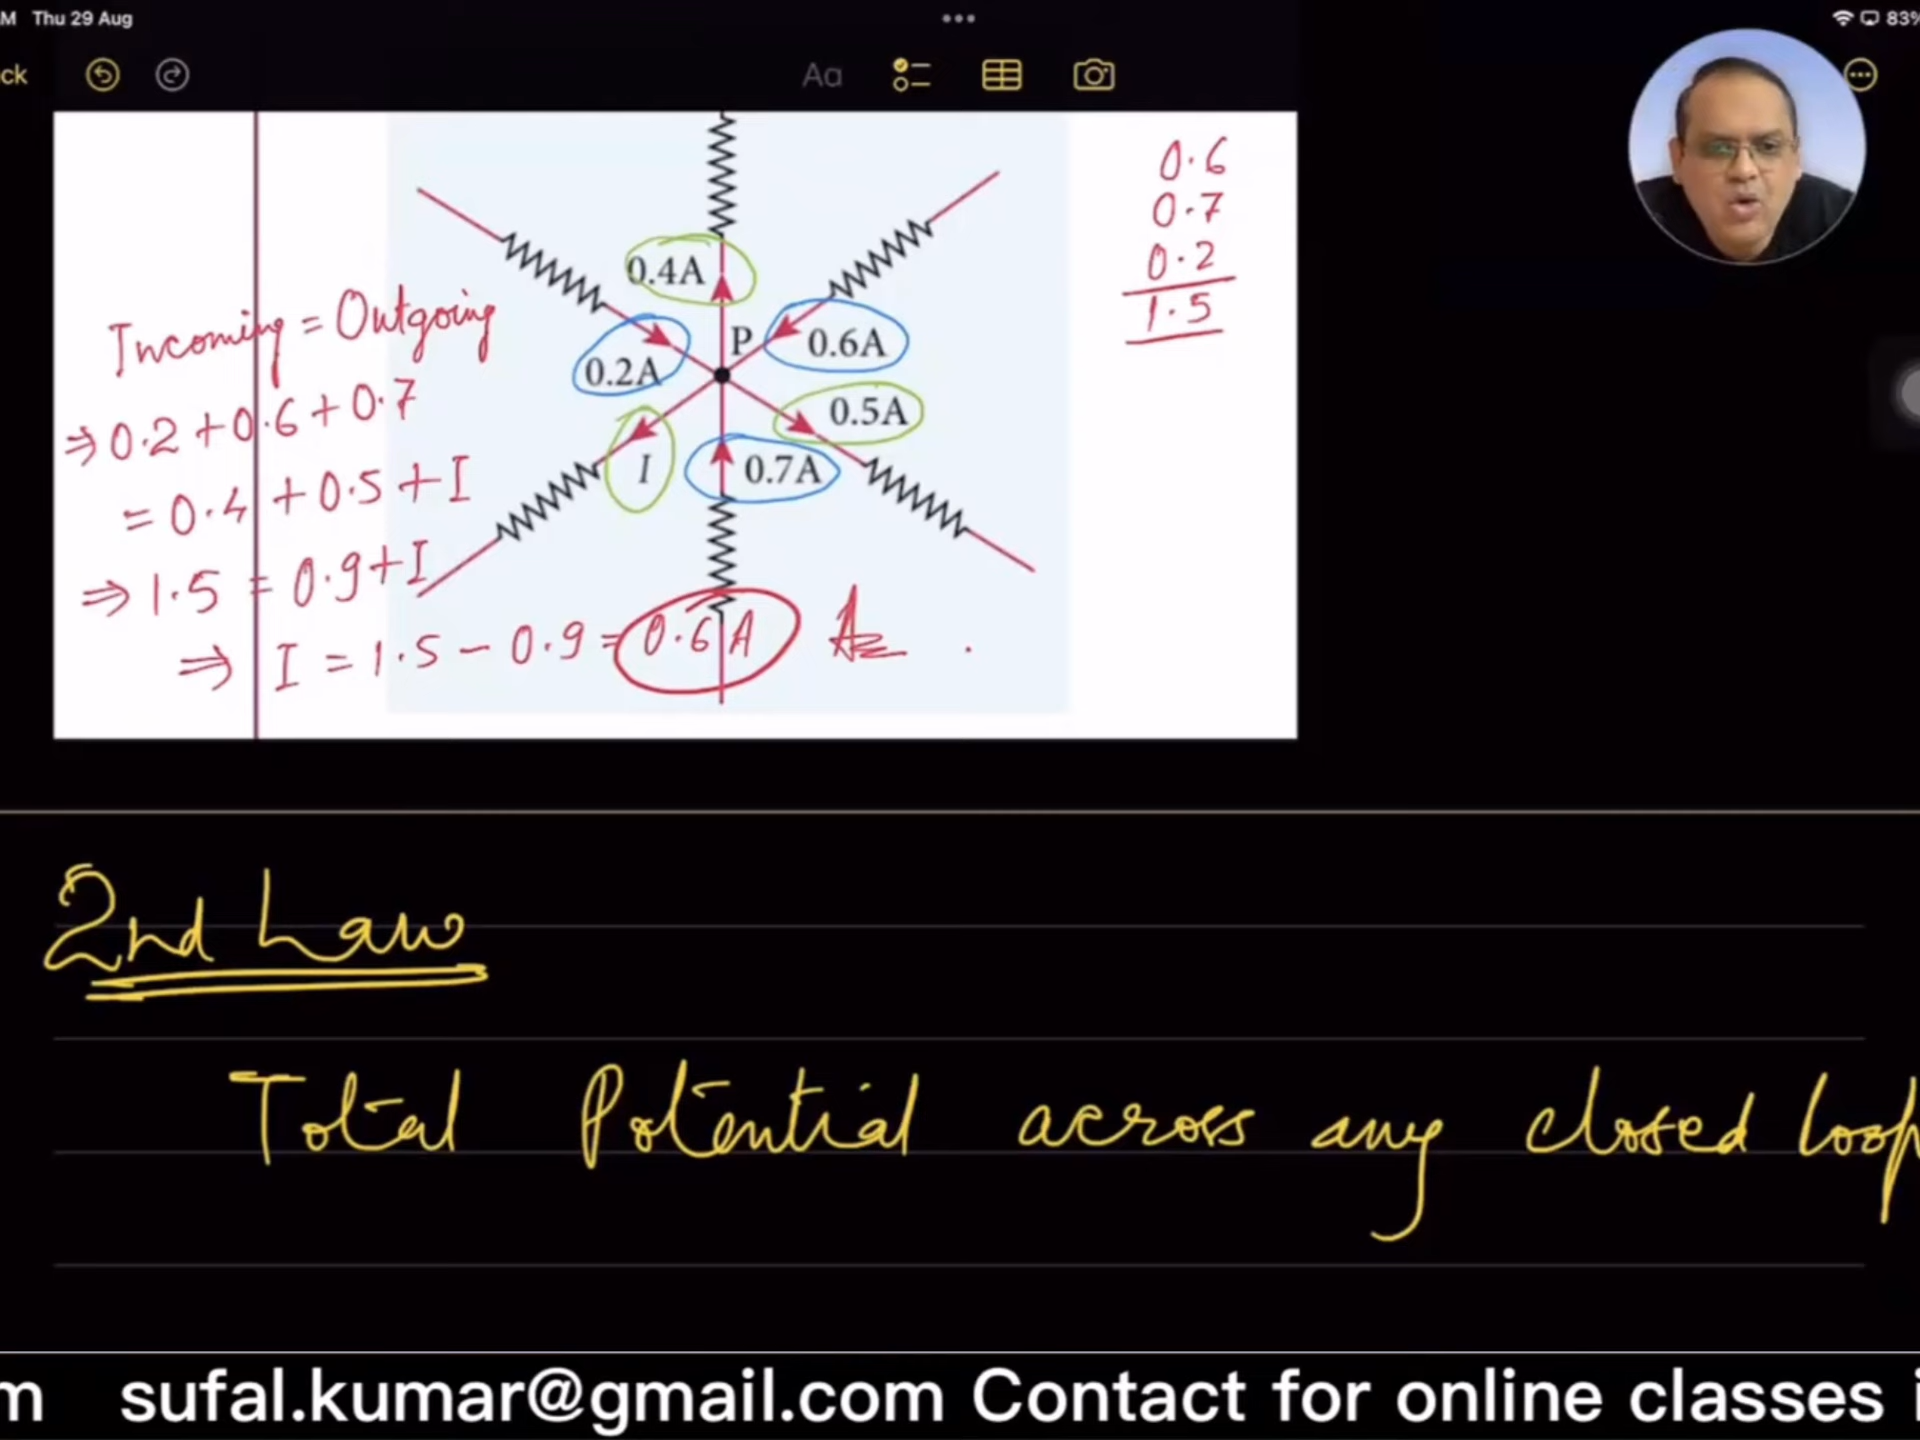 M Thu 29 Aug
83%
ck
Aa
0.6
0.7
0.2
1.5
0.4A
P
0.6A
0.2A
0.5A
I
0.7A
Incoming = Outgoing
⇒ 0.2 + 0.6 + 0.7
= 0.4 + 0.5 + I
⇒ 1.5 = 0.9 + I
⇒ I = 1.5 - 0.9 = 0.6 A
2nd Law
Total Potential across any closed loop
m sufal.kumar@gmail.com Contact for online classes i